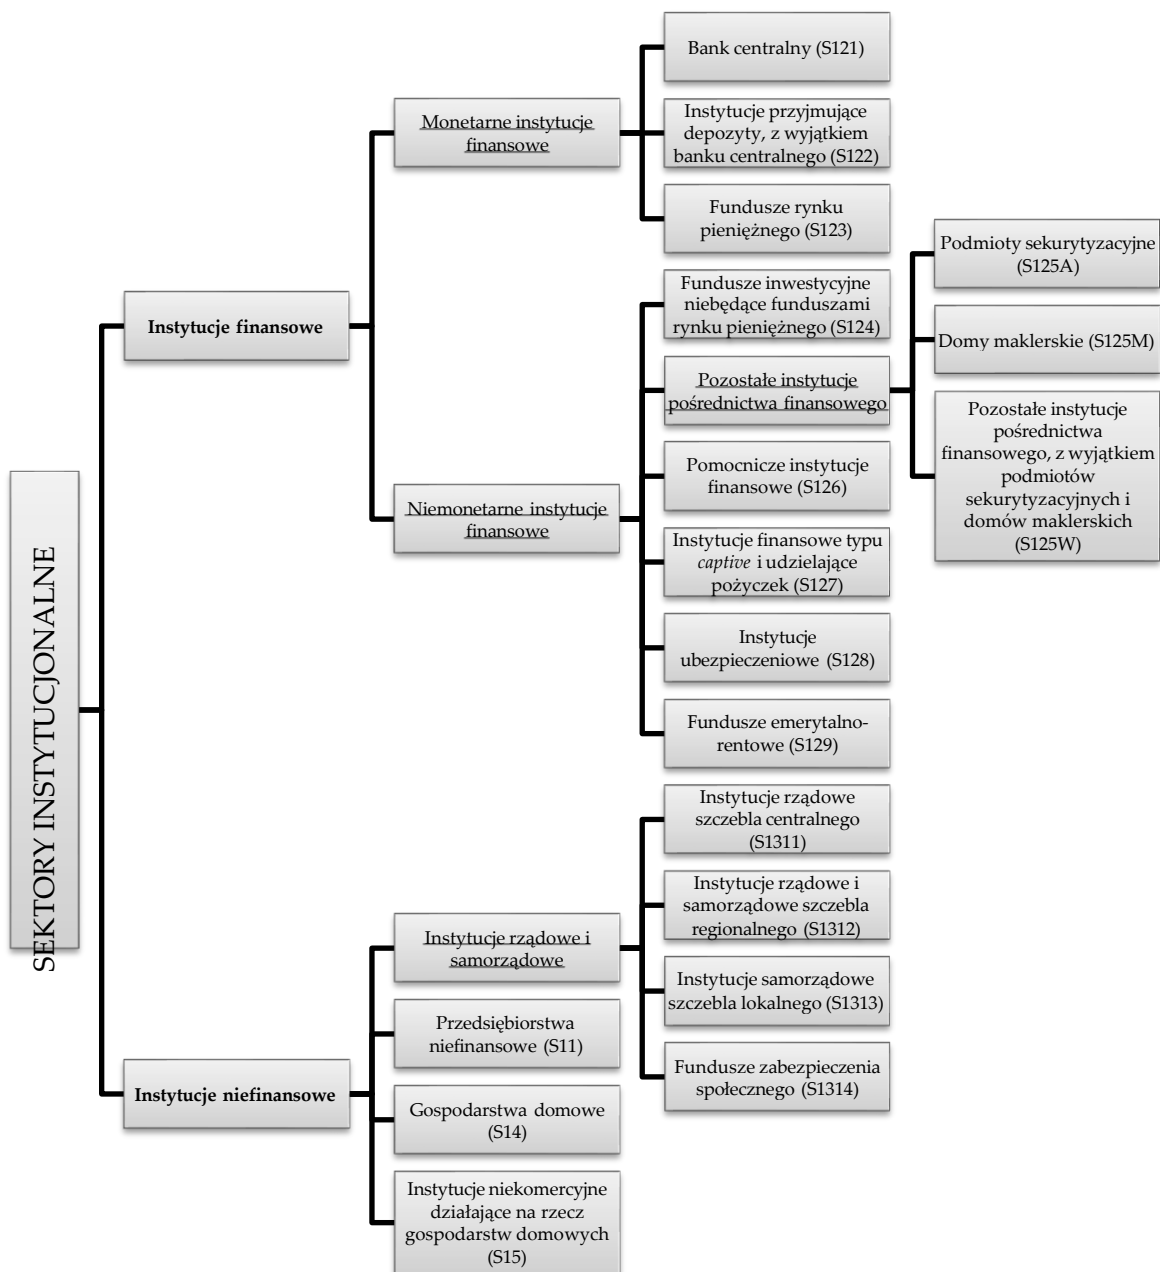 SEKTORY INSTYTUCJONALNE
Instytucje finansowe
Monetarne instytucje
finansowe
Bank centralny (S121)
Instytucje przyjmujące
depozyty, z wyjątkiem
banku centralnego (S122)
Fundusze rynku
pieniężnego (S123)
Niemonetarne instytucje
finansowe
Fundusze inwestycyjne
niebędące funduszami
rynku pieniężnego (S124)
Pozostałe instytucje
pośrednictwa finansowego
Podmioty sekurytyzacyjne
(S125A)
Domy maklerskie (S125M)
Pozostałe instytucje
pośrednictwa
finansowego, z wyjątkiem
podmiotów
sekurytyzacyjnych i
domów maklerskich
(S125W)
Pomocnicze instytucje
finansowe (S126)
Instytucje finansowe typu
captive i udzielające
pożyczek (S127)
Instytucje
ubezpieczeniowe (S128)
Fundusze emerytalno-
rentowe (S129)
Instytucje niefinansowe
Instytucje rządowe i
samorządowe
Instytucje rządowe
szczebla centralnego
(S1311)
Instytucje rządowe i
samorządowe szczebla
regionalnego (S1312)
Instytucje samorządowe
szczebla lokalnego (S1313)
Fundusze zabezpieczenia
społecznego (S1314)
Przedsiębiorstwa
niefinansowe (S11)
Gospodarstwa domowe
(S14)
Instytucje niekomercyjne
działające na rzecz
gospodarstw domowych
(S15)